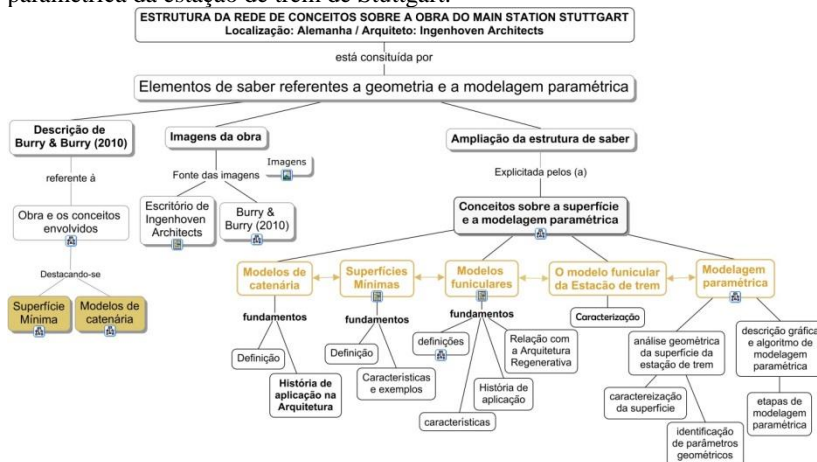 paramétrica da estação de trem de Stuttgart.
ESTRUTURA DA REDE DE CONCEITOS SOBRE A OBRA DO MAIN STATION STUTTGART
Localização: Alemanha / Arquiteto: Ingenhoven Architects
está consituída por
Elementos de saber referentes a geometria e a modelagem paramétrica
Descrição de
Burry & Burry (2010)
referente á
Obra e os conceitos
envolvidos
Destacando-se
Superfície
Mínima
Modelos de
catenária
Imagens da obra
Imagens
Fonte das imagens
Escritório de
Ingenhoven
Architects
Burry &
Burry (2010)
Ampliação da estrutura de saber
Explicitada pelos (a)
Conceitos sobre a superfície
e a modelagem paramétrica
Modelos de
catenária
fundamentos
Definição
História de
aplicação na
Arquitetura
Superfícies
Mínimas
fundamentos
Definição
Características
e exemplos
Modelos
funiculares
fundamentos
definições
Relação com
a Arquitetura
Regenerativa
História de
aplicação
características
O modelo funicular
da Estacão de trem
Caracterização
Modelagem
paramétrica
análise geométrica
da superfície da
estação de trem
caractereização
da superfície
identificação
de parâmetros
geométricos
descrição gráfica
e algoritmo de
modelagem
paramétrica
etapas de
modelagem
paramétrica